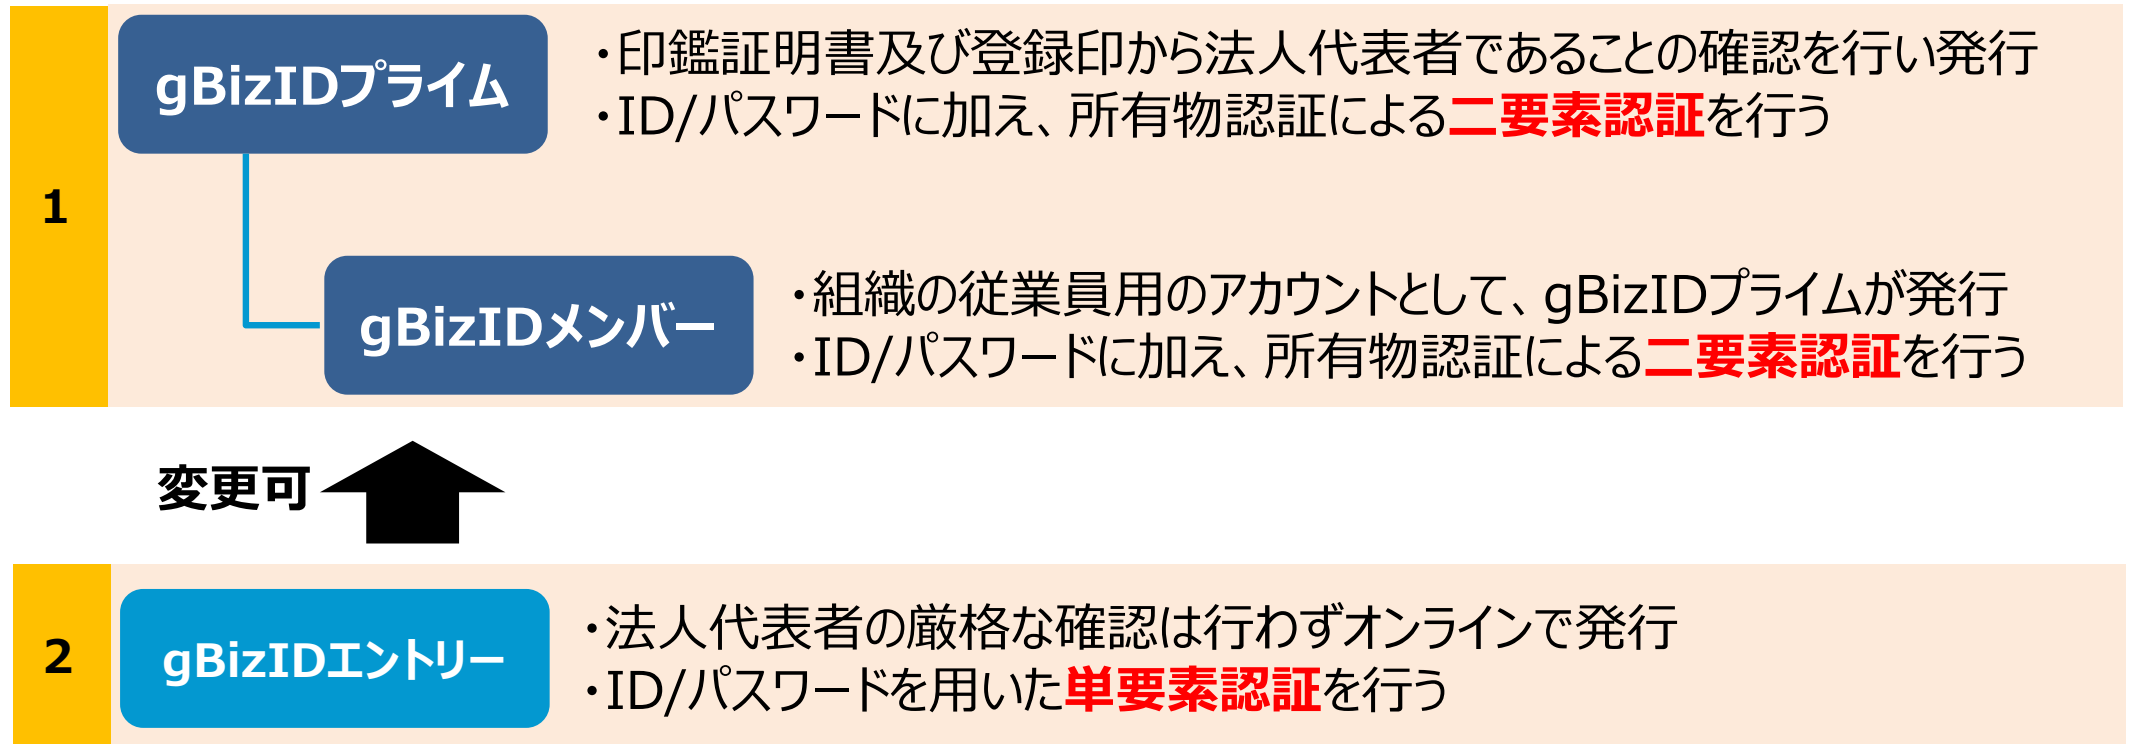 1
gBizIDプライム
・印鑑証明書及び登録印から法人代表者であることの確認を行い発行
・ID/パスワードに加え、所有物認証による二要素認証を行う
gBizIDメンバー
・組織の従業員用のアカウントとして、gBizIDプライムが発行
・ID/パスワードに加え、所有物認証による二要素認証を行う
変更可
2
gBizIDエントリー
・法人代表者の厳格な確認は行わずオンラインで発行
・ID/パスワードを用いた単要素認証を行う